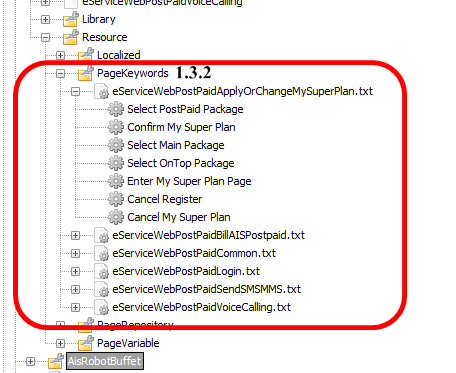 eServiceWebPostPaidVoiceCalling
Library
Resource
Localized
PageKeywords 1.3.2
eServiceWebPostPaidApplyOrChangeMySuperPlan.txt
Select PostPaid Package
Confirm My Super Plan
Select Main Package
Select OnTop Package
Enter My Super Plan Page
Cancel Register
Cancel My Super Plan
eServiceWebPostPaidBillAISPostpaid.txt
eServiceWebPostPaidCommon.txt
eServiceWebPostPaidLogin.txt
eServiceWebPostPaidSendSMSMMS.txt
eServiceWebPostPaidVoiceCalling.txt
PageRepository
PageVariable
AisRobotBuffet